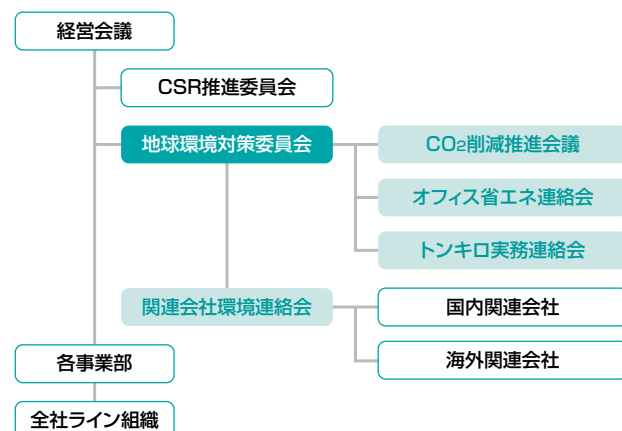 経営会議
CSR推進委員会
地球環境対策委員会
CO2削減推進会議
オフィス省エネ連絡会
トンキロ実務連絡会
関連会社環境連絡会
国内関連会社
海外関連会社
各事業部
全社ライン組織